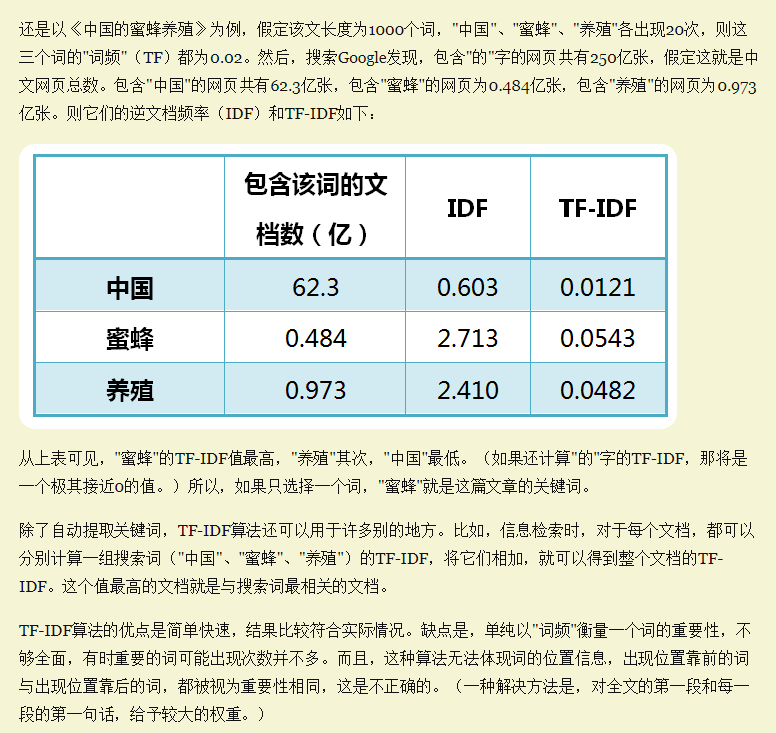 还是以《中国的蜜蜂养殖》为例，假定该文长度为1000个词，"中国"、"蜜蜂"、"养殖"各出现20次，则这
三个词的"词频"（TF）都为0.02。然后，搜索Google发现，包含"的"字的网页共有250亿张，假定这就是中
文网页总数。包含"中国"的网页共有62.3亿张，包含"蜜蜂"的网页为0.484亿张，包含"养殖"的网页为0.973
亿张。则它们的逆文档频率（IDF）和TF-IDF如下：
包含该词的文
档数（亿） IDF TF-IDF
中国 62.3 0.603 0.0121
蜜蜂 0.484 2.713 0.0543
养殖 0.973 2.410 0.0482
从上表可见，"蜜蜂"的TF-IDF值最高，"养殖"其次，"中国"最低。（如果还计算"的"字的TF-IDF，那将是
一个极其接近0的值。）所以，如果只选择一个词，"蜜蜂"就是这篇文章的关键词。
除了自动提取关键词，TF-IDF算法还可以用于许多别的地方。比如，信息检索时，对于每个文档，都可以
分别计算一组搜索词（"中国"、"蜜蜂"、"养殖"）的TF-IDF，将它们相加，就可以得到整个文档的TF-
IDF。这个值最高的文档就是与搜索词最相关的文档。
TF-IDF算法的优点是简单快速，结果比较符合实际情况。缺点是，单纯以"词频"衡量一个词的重要性，不
够全面，有时重要的词可能出现次数并不多。而且，这种算法无法体现词的位置信息，出现位置靠前的词
与出现位置靠后的词，都被视为重要性相同，这是不正确的。（一种解决方法是，对全文的第一段和每一
段的第一句话，给予较大的权重。）